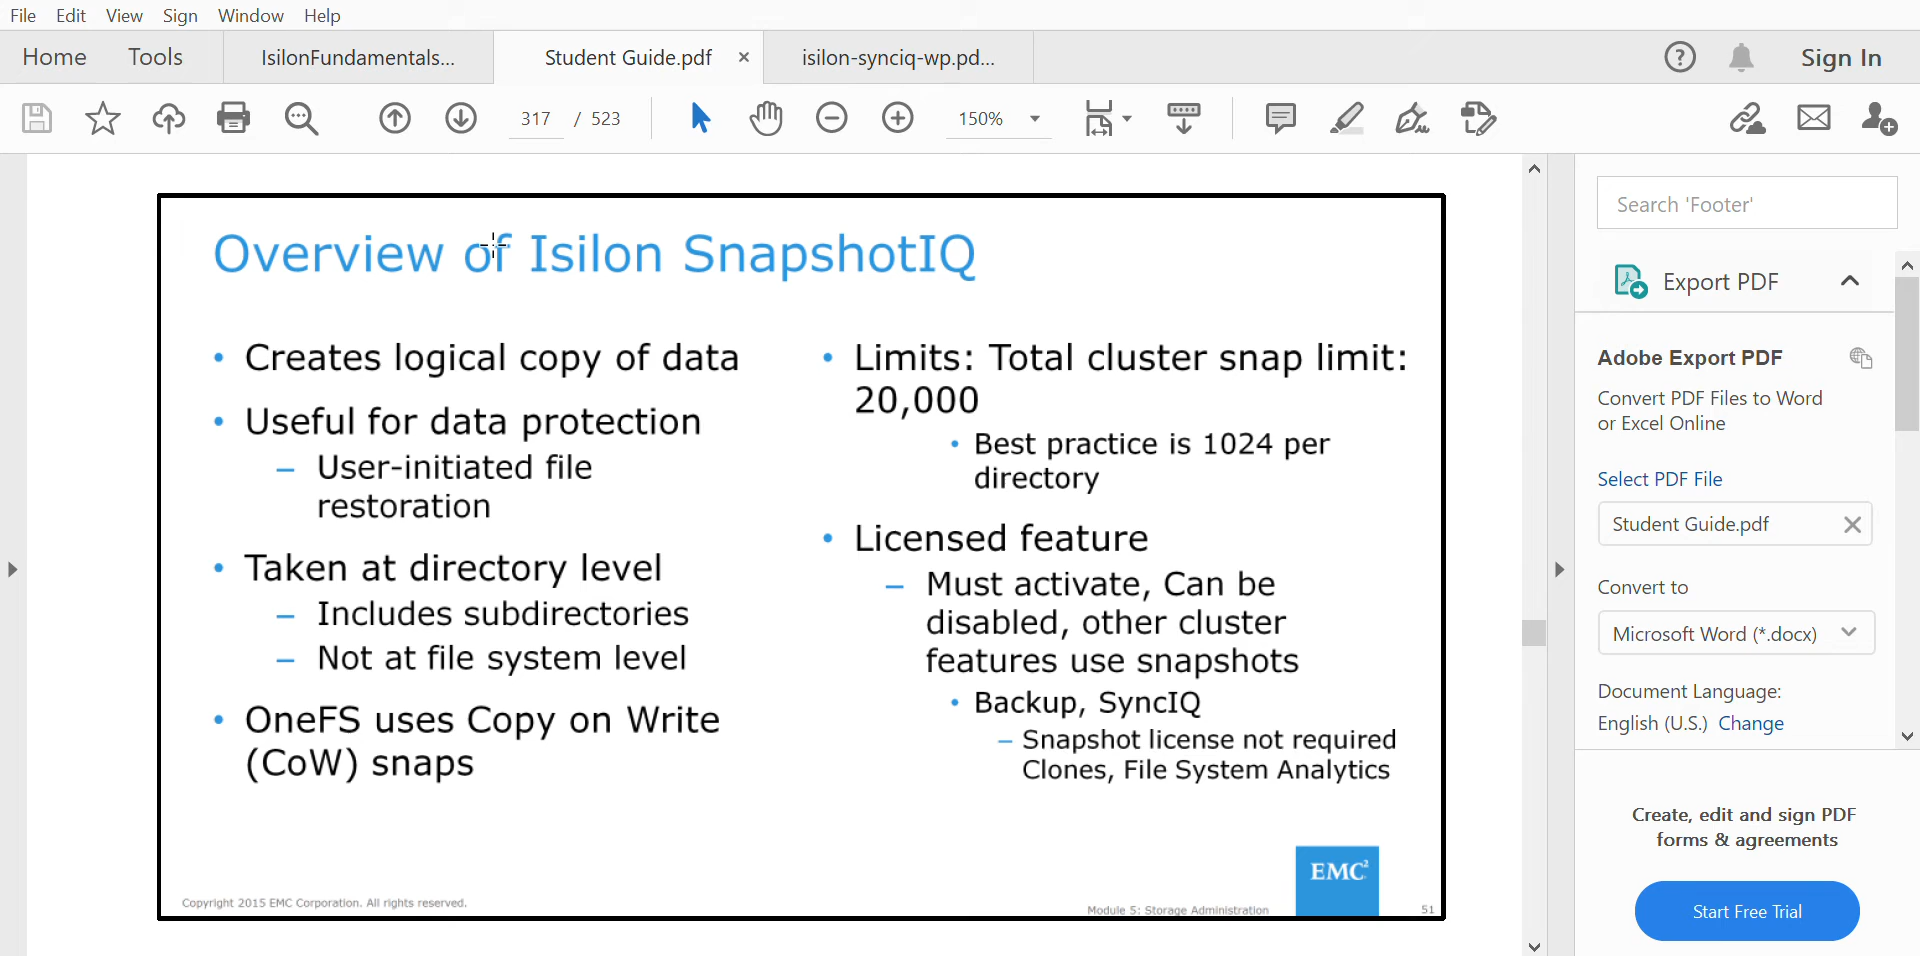 File Edit View Sign Window Help
Home Tools IsilonFundamentals... Student Guide.pdf × isilon-synciq-wp.pd... ? Sign In
317 / 523 150%
Overview of Isilon SnapshotIQ
• Creates logical copy of data
• Useful for data protection
– User-initiated file
restoration
• Taken at directory level
– Includes subdirectories
– Not at file system level
• OneFS uses Copy on Write
(CoW) snaps
• Limits: Total cluster snap limit:
20,000
• Best practice is 1024 per
directory
• Licensed feature
– Must activate, Can be
disabled, other cluster
features use snapshots
• Backup, SyncIQ
– Snapshot license not required
Clones, File System Analytics
EMC²
Copyright 2015 EMC Corporation. All rights reserved.
Module 5: Storage Administration 51
Search 'Footer'
Export PDF
Adobe Export PDF
Convert PDF Files to Word
or Excel Online
Select PDF File
Student Guide.pdf
Convert to
Microsoft Word (*.docx)
Document Language:
English (U.S.) Change
Create, edit and sign PDF
forms & agreements
Start Free Trial